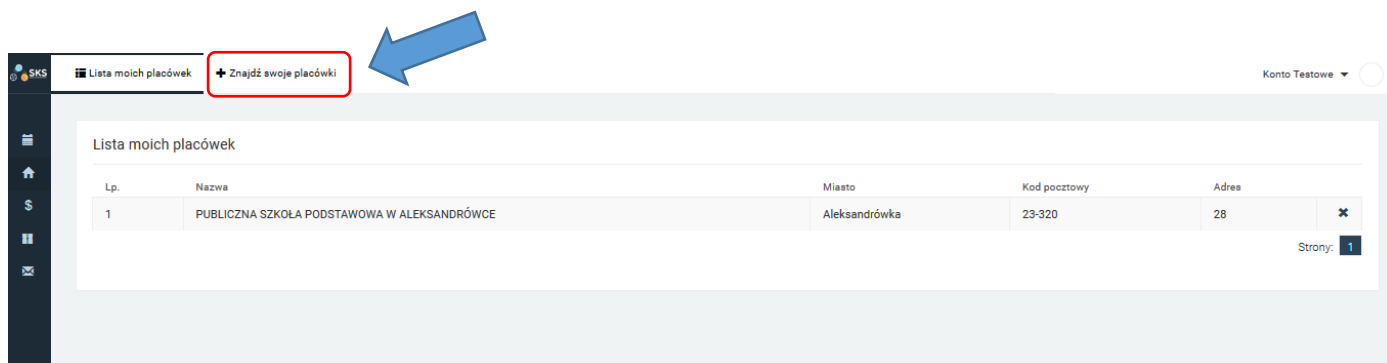 SKS
Lista moich placówek
Znajdź swoje placówki
Konto Testowe
Lista moich placówek
Lp. Nazwa Miasto Kod pocztowy Adres
1 PUBLICZNA SZKOŁA PODSTAWOWA W ALEKSANDRÓWCE Aleksandrówka 23-320 28
Strony: 1